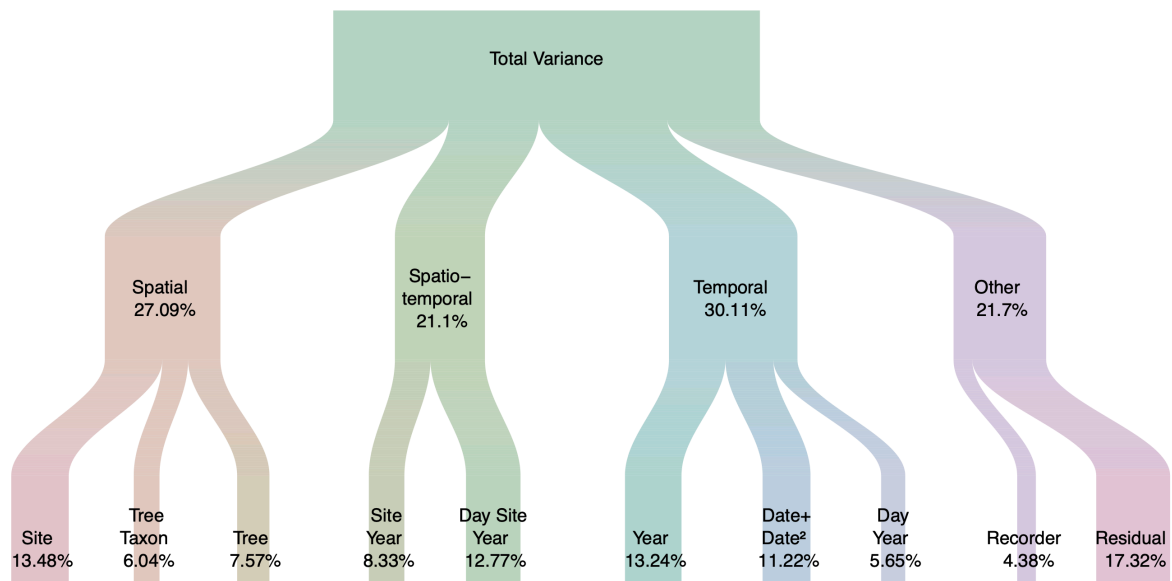 Total Variance
Spatial
27.09%
Spatio–
temporal
21.1%
Temporal
30.11%
Other
21.7%
Site
13.48%
Tree
Taxon
6.04%
Tree
7.57%
Site
Year
8.33%
Day Site
Year
12.77%
Year
13.24%
Date+
Date²
11.22%
Day
Year
5.65%
Recorder
4.38%
Residual
17.32%